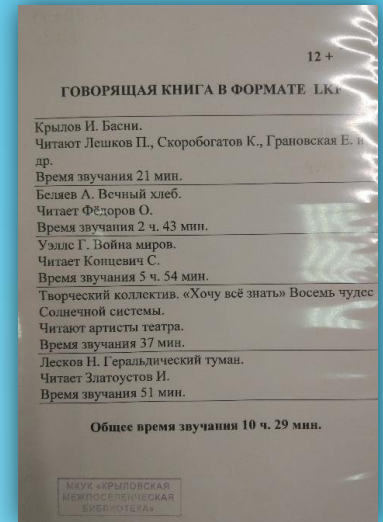 12 +
ГОВОРЯЩАЯ КНИГА В ФОРМАТЕ LKF
Крылов И. Басни.
Читают Лешков П., Скоробогатов К., Грановская Е. и
др.
Время звучания 21 мин.
Беляев А. Вечный хлеб.
Читает Фёдоров О.
Время звучания 2 ч. 43 мин.
Уэллс Г. Война миров.
Читает Концевич С.
Время звучания 5 ч. 54 мин.
Творческий коллектив. «Хочу всё знать» Восемь чудес
Солнечной системы.
Читают артисты театра.
Время звучания 37 мин.
Лесков Н. Геральдический туман.
Читает Златоустов И.
Время звучания 51 мин.
Общее время звучания 10 ч. 29 мин.
МКУК «КРЫЛОВСКАЯ
МЕЖПОСЕЛЕНЧЕСКАЯ
БИБЛИОТЕКА»